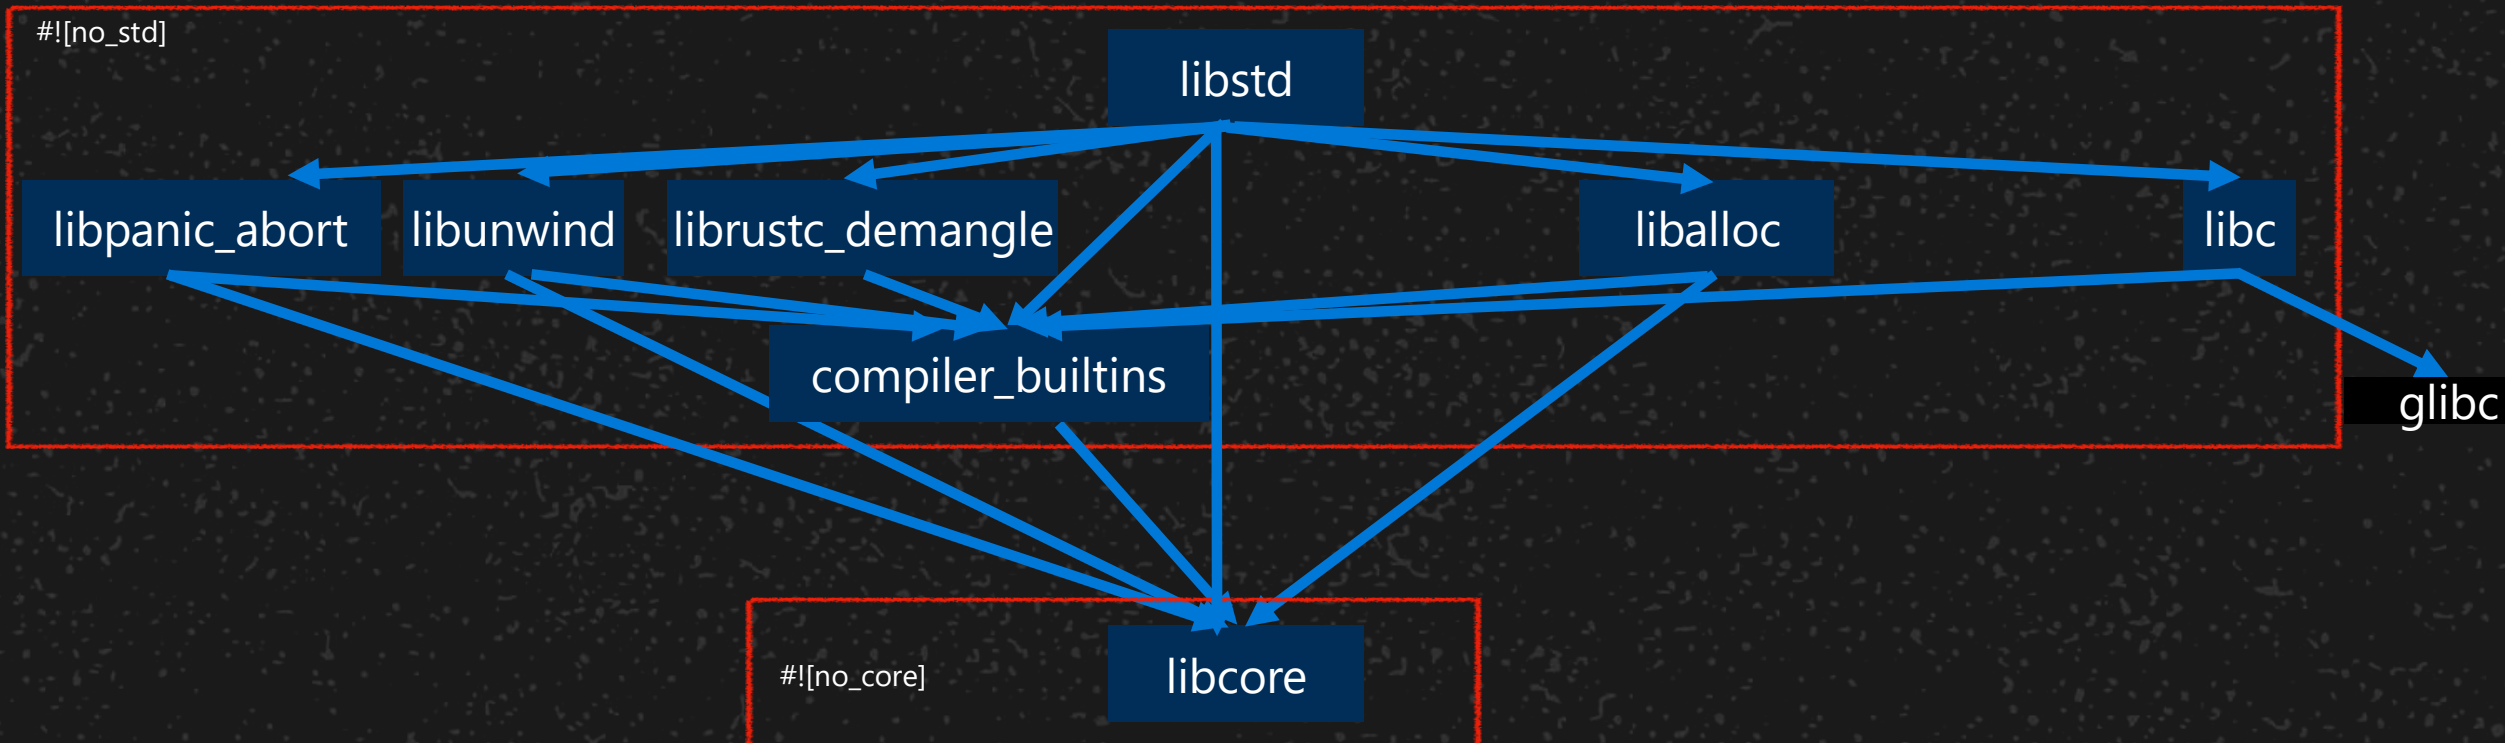 #![no_std]
libstd
libpanic_abort
libunwind
librustc_demangle
liballoc
libc
compiler_builtins
glibc
#![no_core]
libcore